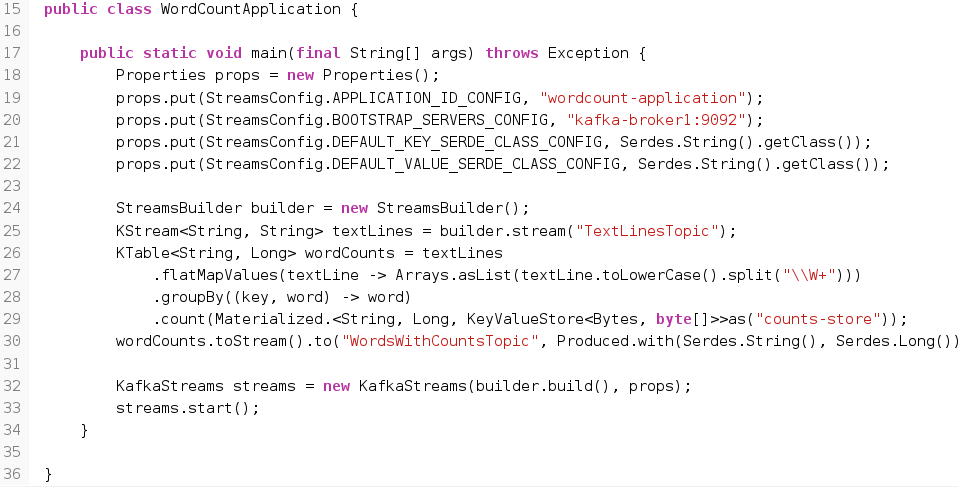 15 public class WordCountApplication {
16
17     public static void main(final String[] args) throws Exception {
18         Properties props = new Properties();
19         props.put(StreamsConfig.APPLICATION_ID_CONFIG, "wordcount-application");
20         props.put(StreamsConfig.BOOTSTRAP_SERVERS_CONFIG, "kafka-broker1:9092");
21         props.put(StreamsConfig.DEFAULT_KEY_SERDE_CLASS_CONFIG, Serdes.String().getClass());
22         props.put(StreamsConfig.DEFAULT_VALUE_SERDE_CLASS_CONFIG, Serdes.String().getClass());
23
24         StreamsBuilder builder = new StreamsBuilder();
25         KStream<String, String> textLines = builder.stream("TextLinesTopic");
26         KTable<String, Long> wordCounts = textLines
27             .flatMapValues(textLine -> Arrays.asList(textLine.toLowerCase().split("\\W+")))
28             .groupBy((key, word) -> word)
29             .count(Materialized.<String, Long, KeyValueStore<Bytes, byte[]>>as("counts-store"));
30         wordCounts.toStream().to("WordsWithCountsTopic", Produced.with(Serdes.String(), Serdes.Long())
31
32         KafkaStreams streams = new KafkaStreams(builder.build(), props);
33         streams.start();
34     }
35
36 }